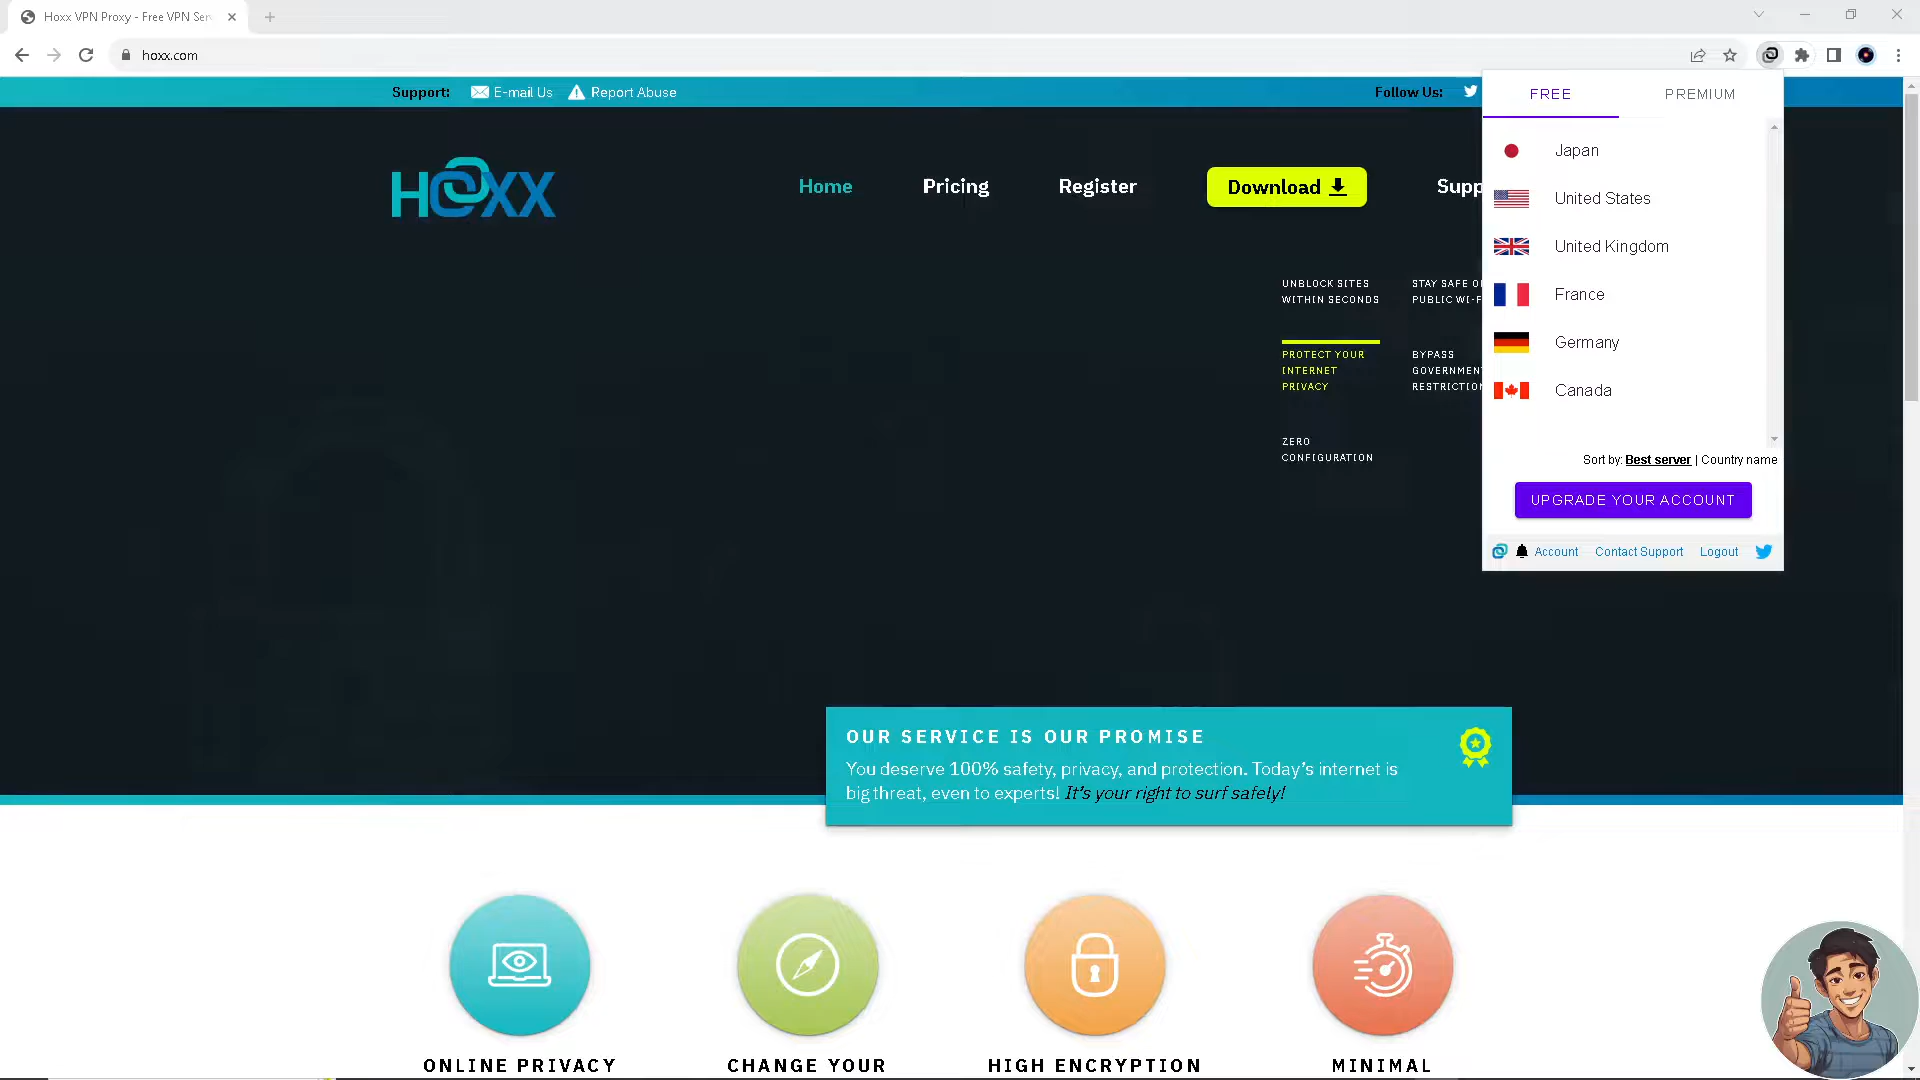 Hoxx VPN Proxy - Free VPN Ser
hoxx.com
Support: E-mail Us Report Abuse
Follow Us:
HOXX
Home Pricing Register Download Supp
UNBLOCK SITES
WITHIN SECONDS
STAY SAFE O
PUBLIC WI-F
PROTECT YOUR
INTERNET
PRIVACY
BYPASS
GOVERNMEN
RESTRICTION
ZERO
CONFIGURATION
FREE PREMIUM
Japan
United States
United Kingdom
France
Germany
Canada
Sort by: Best server | Country name
UPGRADE YOUR ACCOUNT
Account Contact Support Logout
OUR SERVICE IS OUR PROMISE
You deserve 100% safety, privacy, and protection. Today's internet is
big threat, even to experts! It's your right to surf safely!
ONLINE PRIVACY CHANGE YOUR HIGH ENCRYPTION MINIMAL